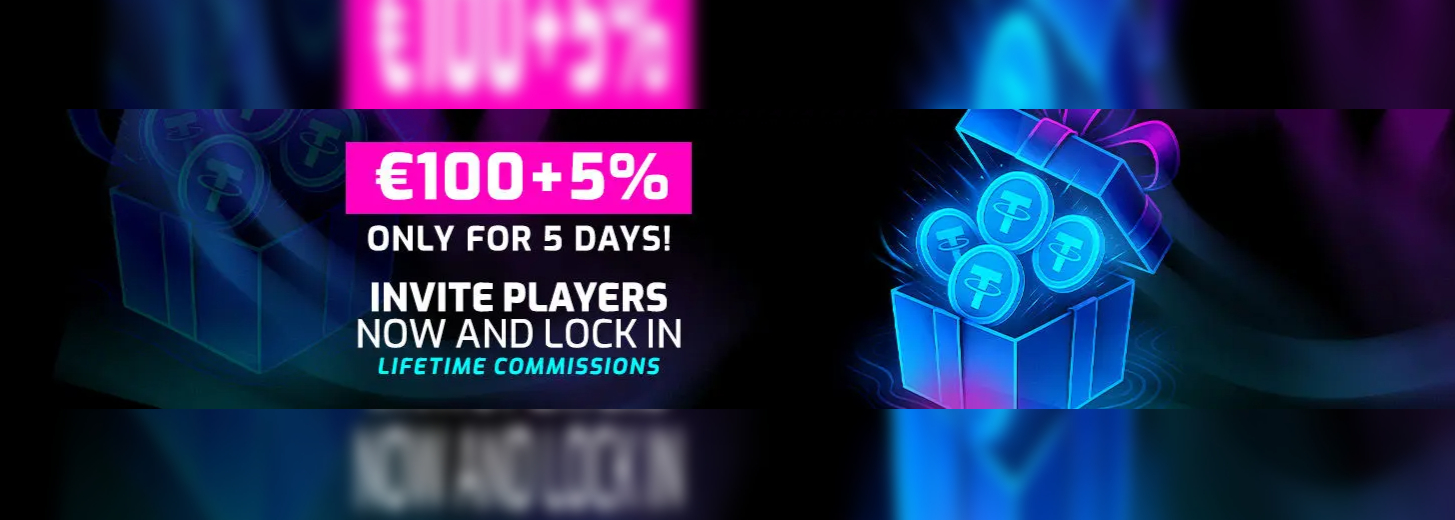 €100+5%
ONLY FOR 5 DAYS!
INVITE PLAYERS
NOW AND LOCK IN
LIFETIME COMMISSIONS